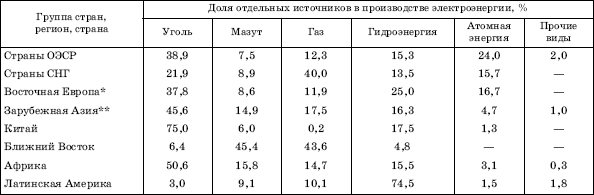 Группа стран,
регион, страна
Доля отдельных источников в производстве электроэнергии, %
Уголь Мазут Газ Гидроэнергия Атомная энергия Прочие виды
Страны ОЭСР 38,9 7,5 12,3 15,3 24,0 2,0
Страны СНГ 21,9 8,9 40,0 13,5 15,7 —
Восточная Европа* 37,8 8,6 11,9 25,0 16,7 —
Зарубежная Азия** 45,6 14,9 17,5 16,3 4,7 1,0
Китай 75,0 6,0 0,2 17,5 1,3 —
Ближний Восток 6,4 45,4 43,6 4,8 — —
Африка 50,6 15,8 14,7 15,5 3,1 0,3
Латинская Америка 3,0 9,1 10,1 74,5 1,5 1,8